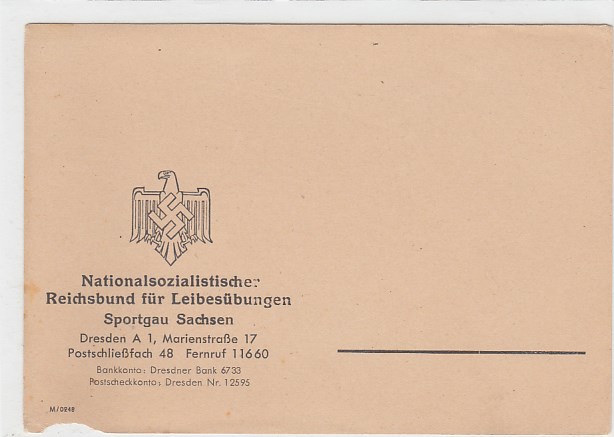 Nationalsozialistischer
Reichsbund für Leibesübungen
Sportgau Sachsen
Dresden A 1, Marienstraße 17
Postschließfach 48 Fernruf 11660
Bankkonto: Dresdner Bank 6733
Postscheckkonto: Dresden Nr. 12595
M/0248